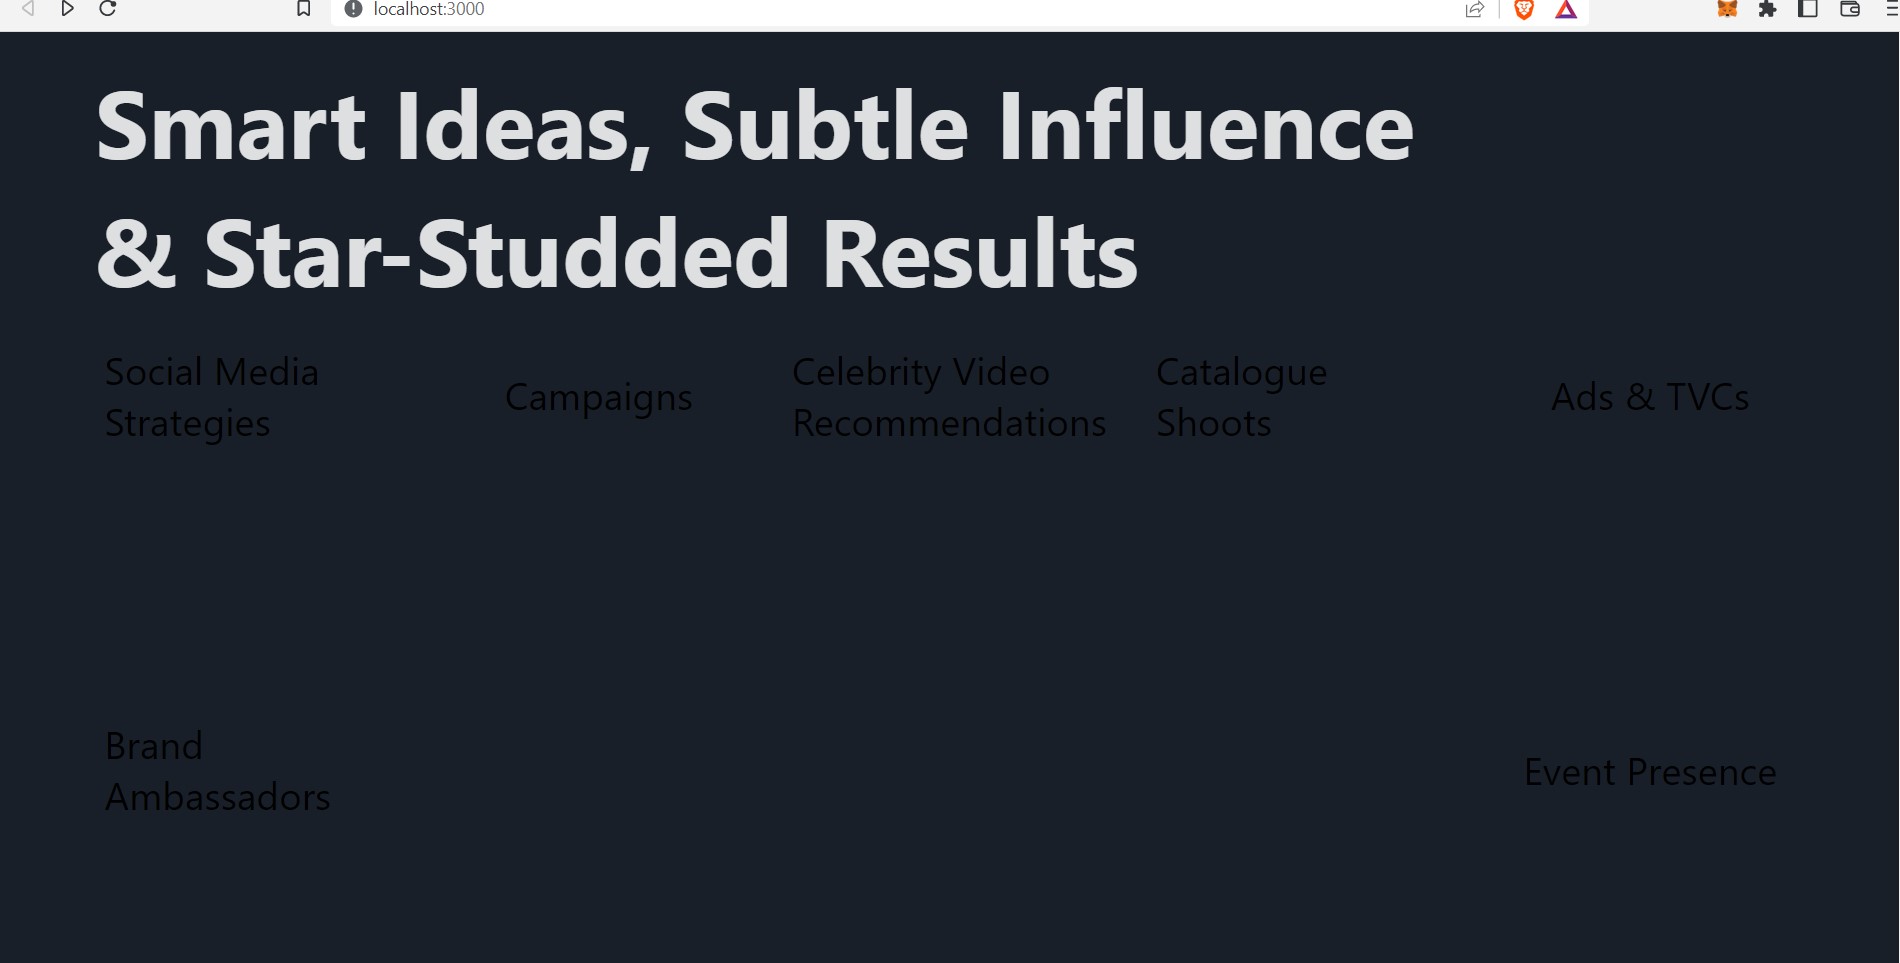 localhost:3000
Smart Ideas, Subtle Influence
& Star-Studded Results
Social Media
Strategies
Campaigns
Celebrity Video
Recommendations
Catalogue
Shoots
Ads & TVCs
Brand
Ambassadors
Event Presence